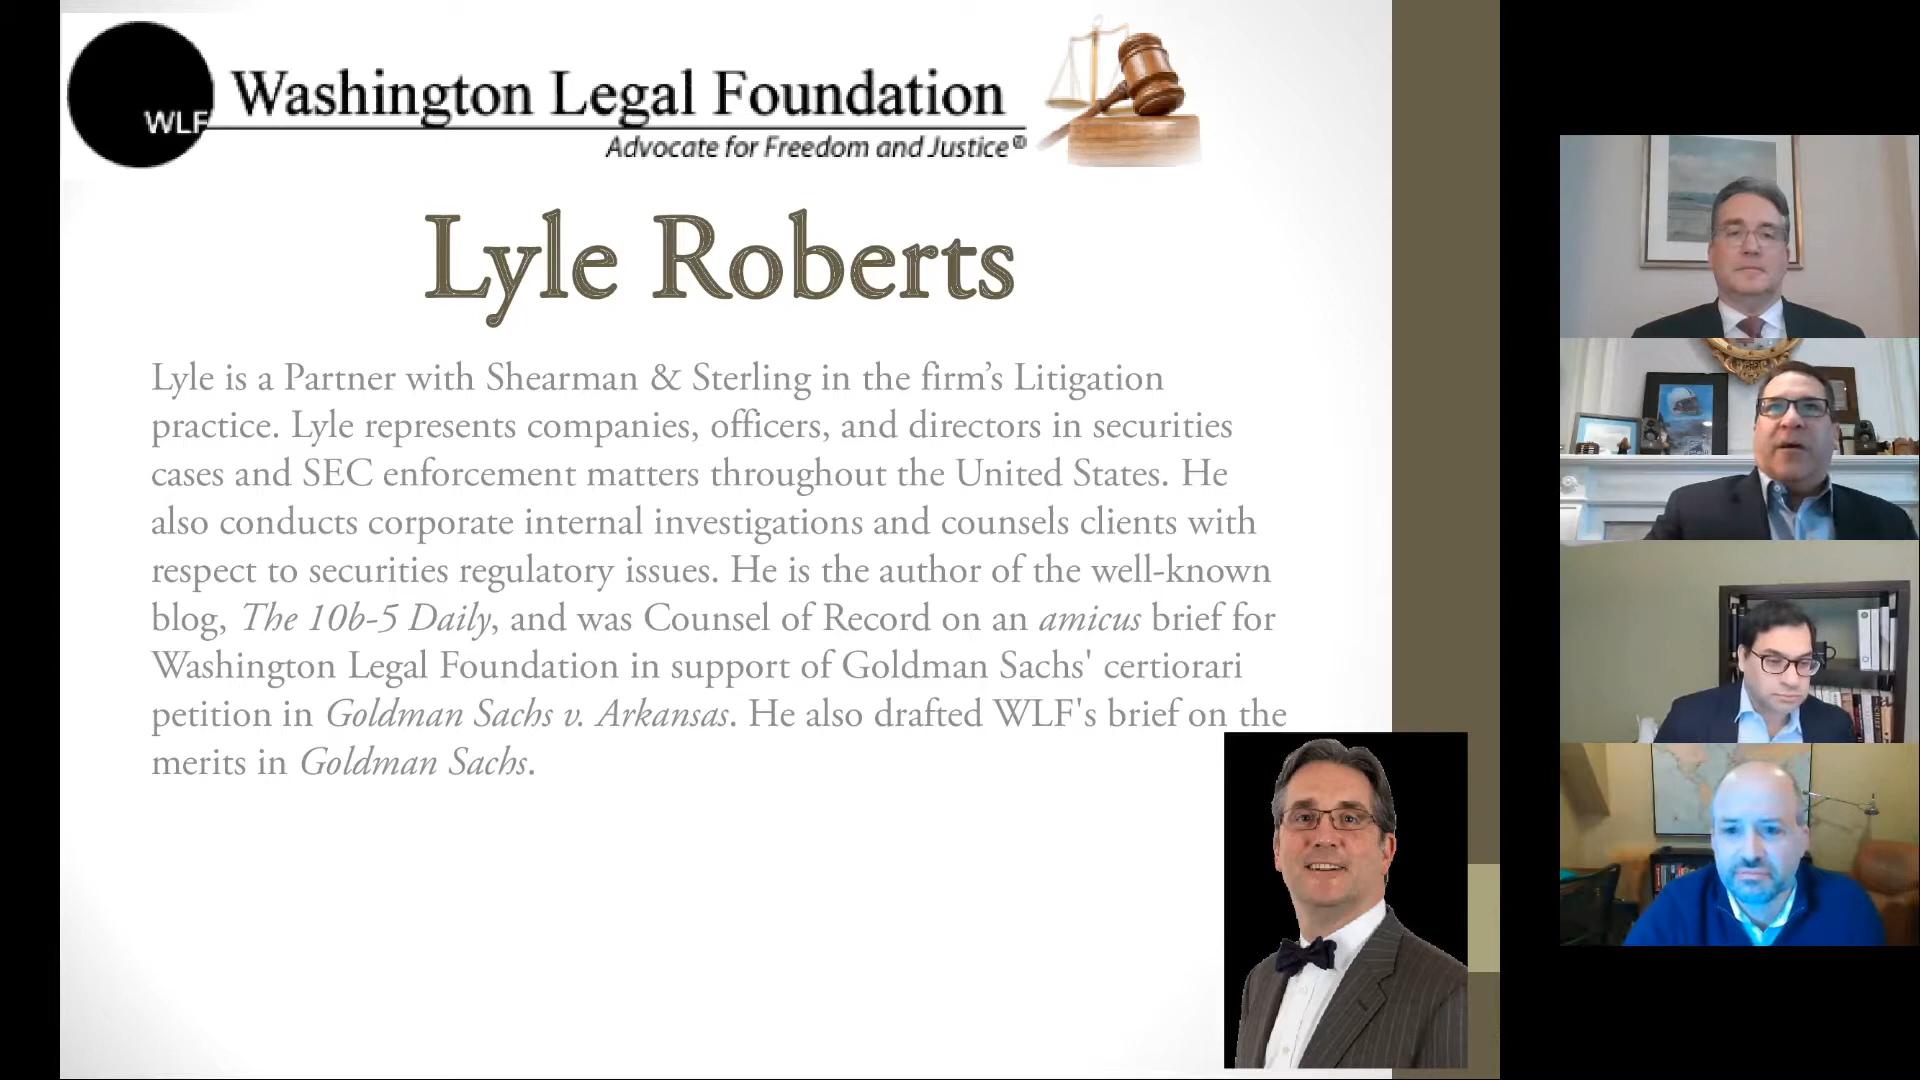 WLF
Washington Legal Foundation
Advocate for Freedom and Justice®
Lyle Roberts
Lyle is a Partner with Shearman & Sterling in the firm’s Litigation
practice. Lyle represents companies, officers, and directors in securities
cases and SEC enforcement matters throughout the United States. He
also conducts corporate internal investigations and counsels clients with
respect to securities regulatory issues. He is the author of the well-known
blog, The 10b-5 Daily, and was Counsel of Record on an amicus brief for
Washington Legal Foundation in support of Goldman Sachs' certiorari
petition in Goldman Sachs v. Arkansas. He also drafted WLF's brief on the
merits in Goldman Sachs.